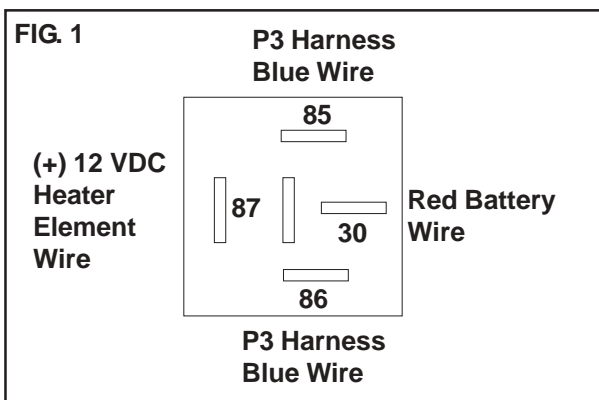 FIG. 1
P3 Harness
Blue Wire
85
(+) 12 VDC
Heater
Element
Wire
87
30
Red Battery
Wire
86
P3 Harness
Blue Wire